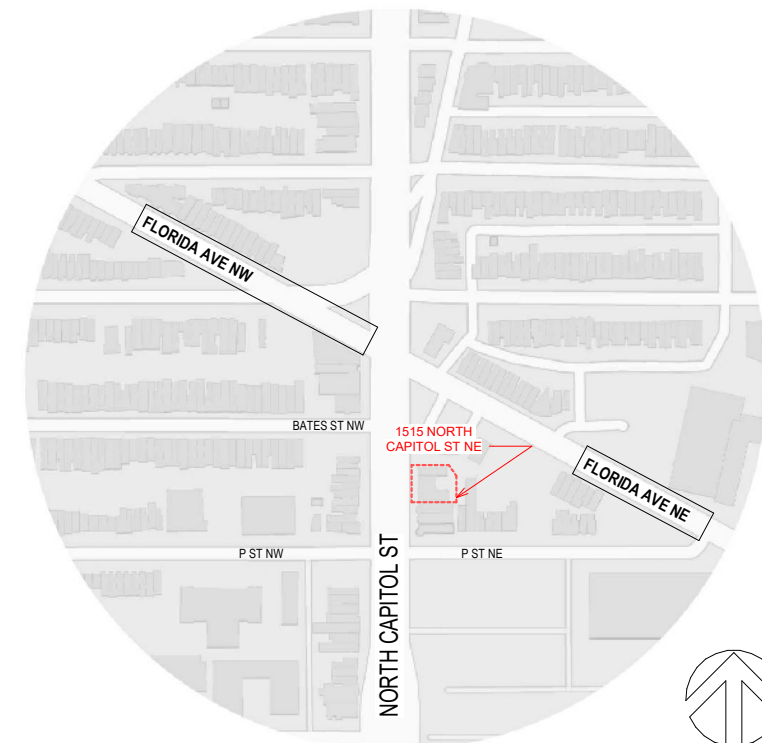 FLORIDA AVE NW
BATES ST NW
1515 NORTH
CAPITOL ST NE
FLORIDA AVE NE
NORTH CAPITOL ST
P ST NW
P ST NE